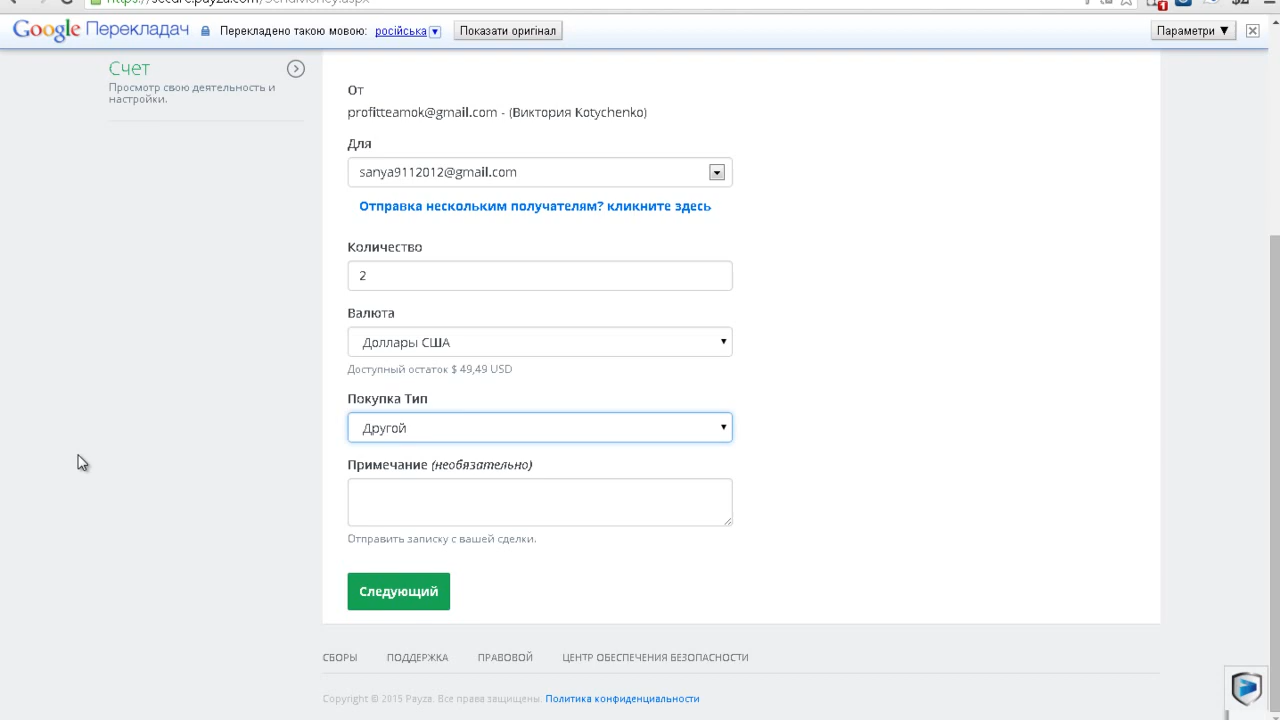 Google Перекладач Перекладено такою мовою: російська Показати оригінал Параметри ▼
Счет
Просмотр свою деятельность и
настройки.
От
profitteamok@gmail.com - (Виктория Kotychenko)
Для
sanya9112012@gmail.com
Отправка нескольким получателям? кликните здесь
Количество
2
Валюта
Доллары США
Доступный остаток $ 49,49 USD
Покупка Тип
Другой
Примечание (необязательно)
Отправить записку с вашей сделки.
Следующий
СБОРЫ ПОДДЕРЖКА ПРАВОВОЙ ЦЕНТР ОБЕСПЕЧЕНИЯ БЕЗОПАСНОСТИ
Copyright © 2015 Payza. Все права защищены. Политика конфиденциальности